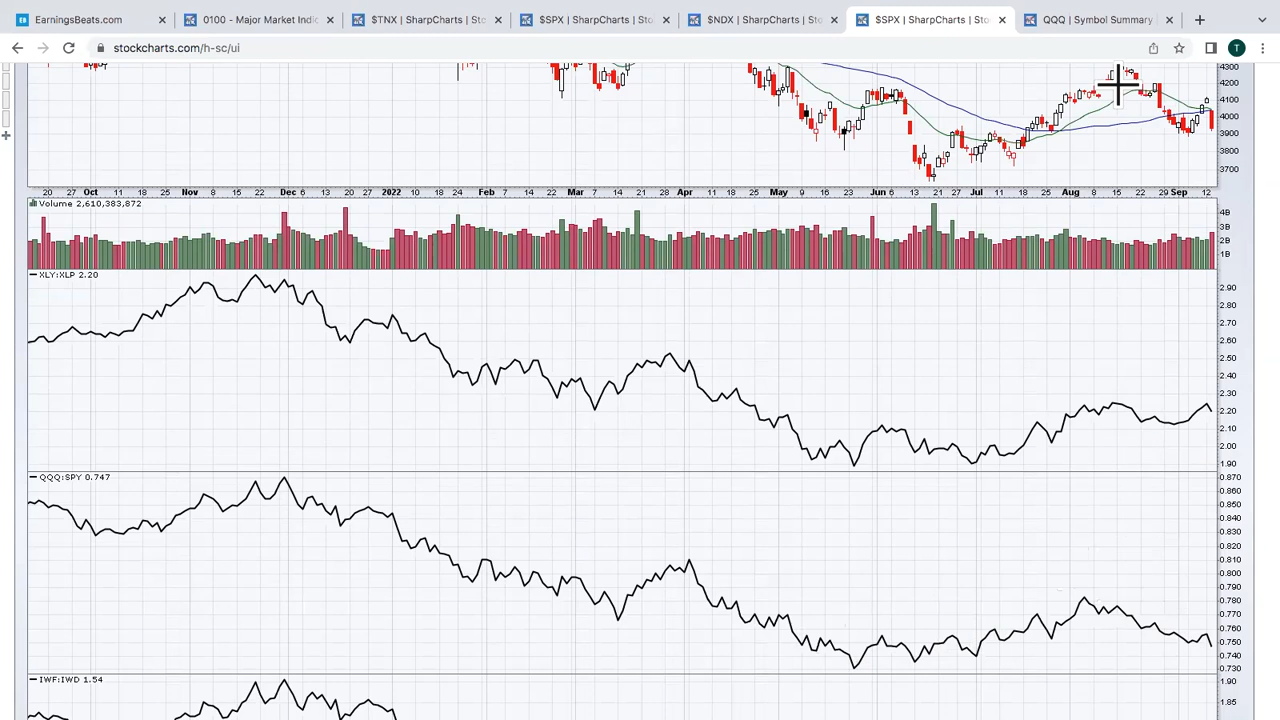 EarningsBeats.com
0100 - Major Market Indic
$TNX | SharpCharts | St
$SPX | SharpCharts | St
$NDX | SharpCharts | St
$SPX | SharpCharts | St
QQQ | Symbol Summary
stockcharts.com/h-sc/ui
T
4300
4200
4100
4000
3900
3800
3700
20 27 Oct 11 18 25 Nov 8 15 22 Dec 6 13 20 2022 10 18 24 Feb 7 14 22 Mar 7 14 21 Apr 11 18 25 May 9 16 23 Jun 6 13 21 27 Jul 11 18 25 Aug 8 15 22 29 Sep 12
Volume 2,610,383,872
4B
3B
2B
1B
XLY:XLP 2.20
2.90
2.80
2.70
2.60
2.50
2.40
2.30
2.20
2.10
2.00
1.90
QQQ:SPY 0.747
0.870
0.860
0.850
0.840
0.830
0.820
0.810
0.800
0.790
0.780
0.770
0.760
0.750
0.740
0.730
IWF:IWD 1.54
1.90
1.85